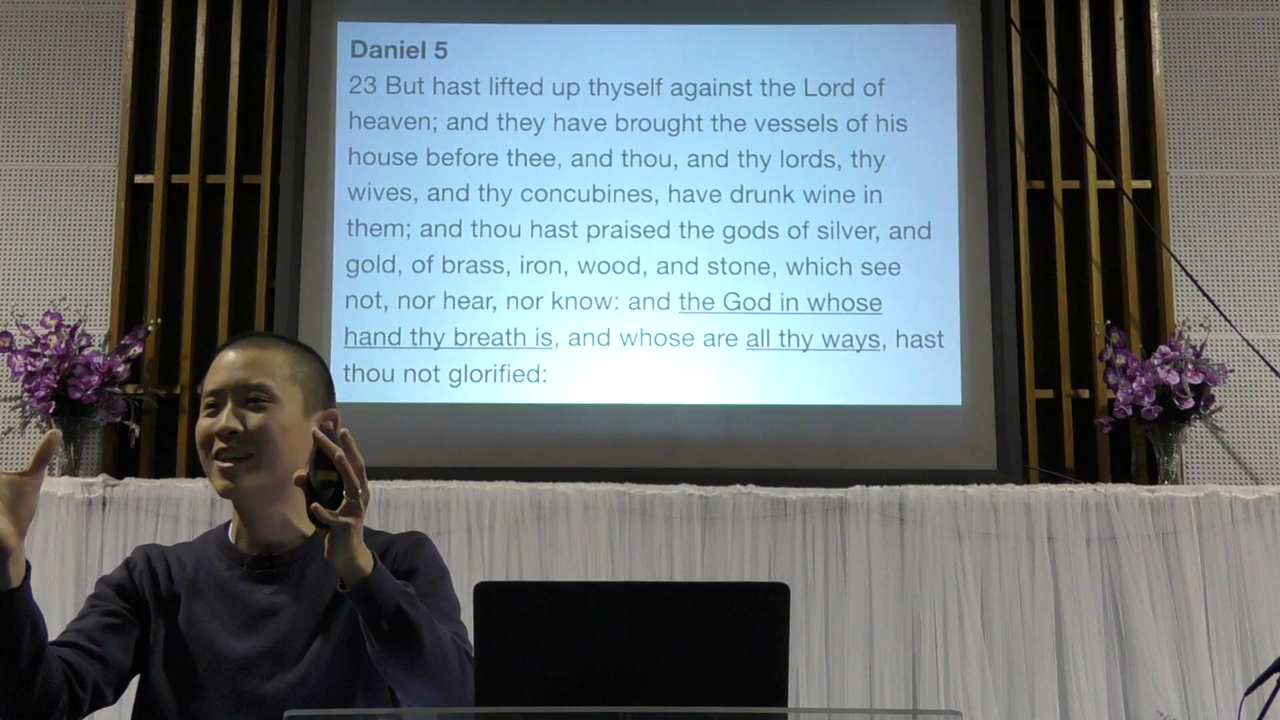 Daniel 5
23 But hast lifted up thyself against the Lord of
heaven; and they have brought the vessels of his
house before thee, and thou, and thy lords, thy
wives, and thy concubines, have drunk wine in
them; and thou hast praised the gods of silver, and
gold, of brass, iron, wood, and stone, which see
not, nor hear, nor know: and the God in whose
hand thy breath is, and whose are all thy ways, hast
thou not glorified: